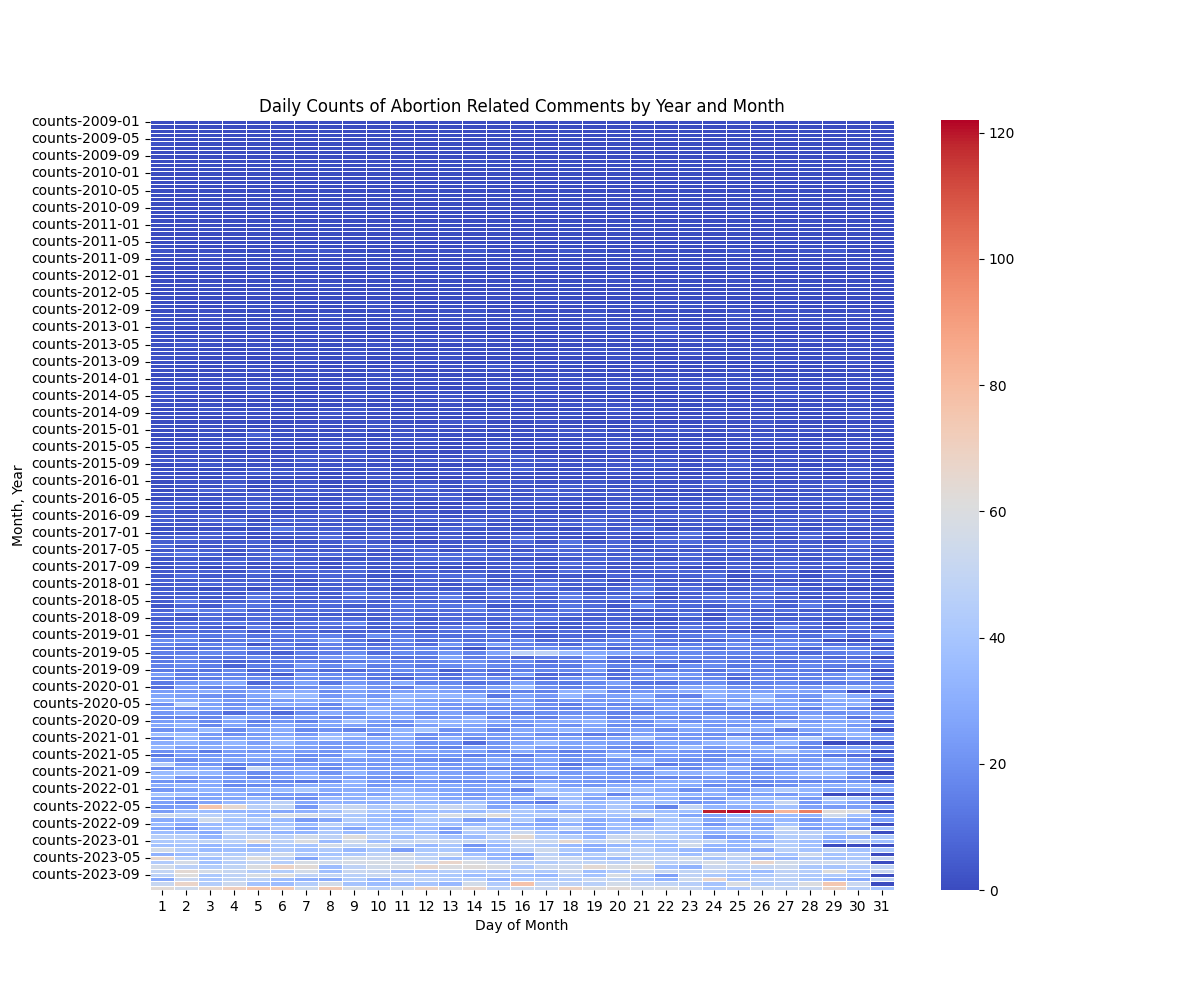 Daily Counts of Abortion Related Comments by Year and Month
counts-2009-01
counts-2009-05
counts-2009-09
counts-2010-01
counts-2010-05
counts-2010-09
counts-2011-01
counts-2011-05
counts-2011-09
counts-2012-01
counts-2012-05
counts-2012-09
counts-2013-01
counts-2013-05
counts-2013-09
counts-2014-01
counts-2014-05
counts-2014-09
counts-2015-01
counts-2015-05
counts-2015-09
counts-2016-01
counts-2016-05
counts-2016-09
counts-2017-01
counts-2017-05
counts-2017-09
counts-2018-01
counts-2018-05
counts-2018-09
counts-2019-01
counts-2019-05
counts-2019-09
counts-2020-01
counts-2020-05
counts-2020-09
counts-2021-01
counts-2021-05
counts-2021-09
counts-2022-01
counts-2022-05
counts-2022-09
counts-2023-01
counts-2023-05
counts-2023-09
Month, Year
1 2 3 4 5 6 7 8 9 10 11 12 13 14 15 16 17 18 19 20 21 22 23 24 25 26 27 28 29 30 31
Day of Month
120
100
80
60
40
20
0